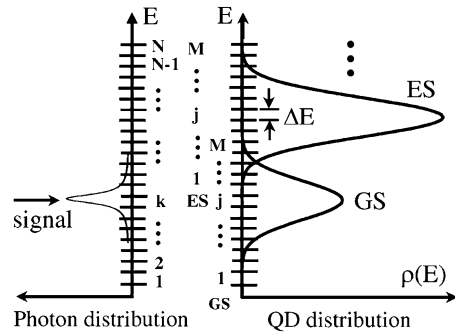 E
E
N
M
N-1
ES
j
ΔE
M
1
k
ES
j
GS
signal
2
1
1
ρ(E)
GS
Photon distribution
QD distribution